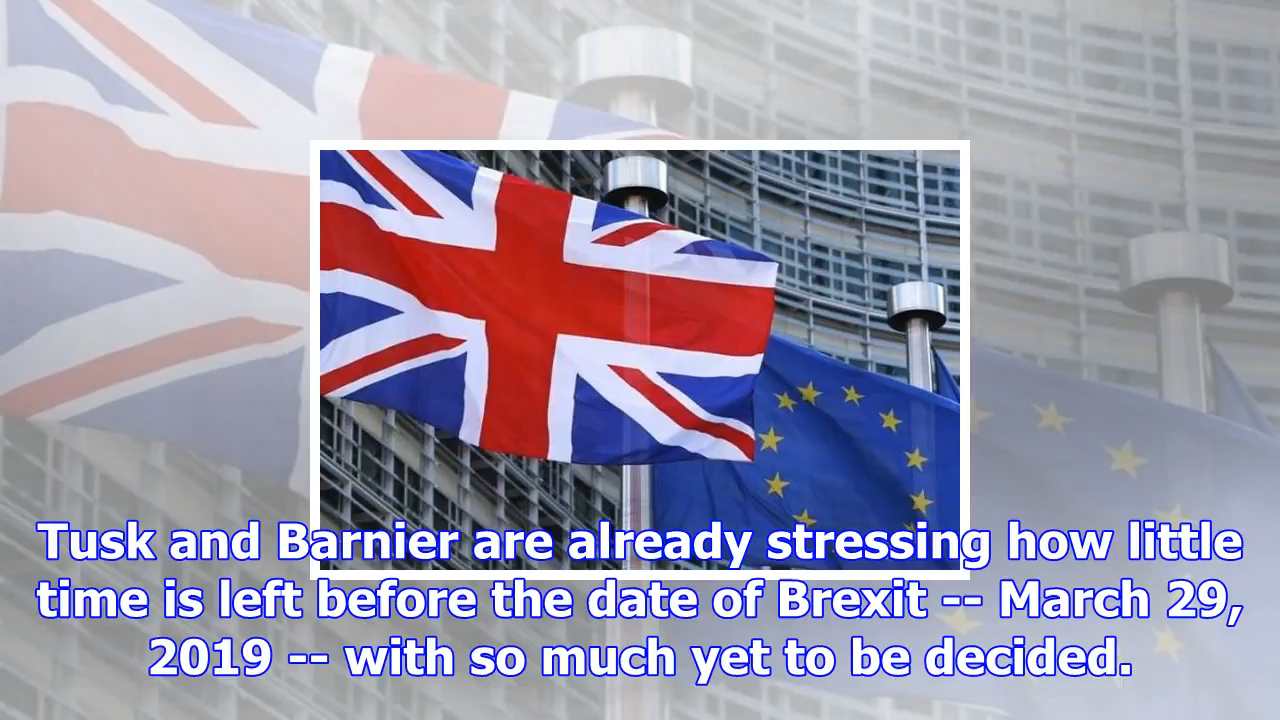 Tusk and Barnier are already stressing how little
time is left before the date of Brexit -- March 29,
2019 -- with so much yet to be decided.